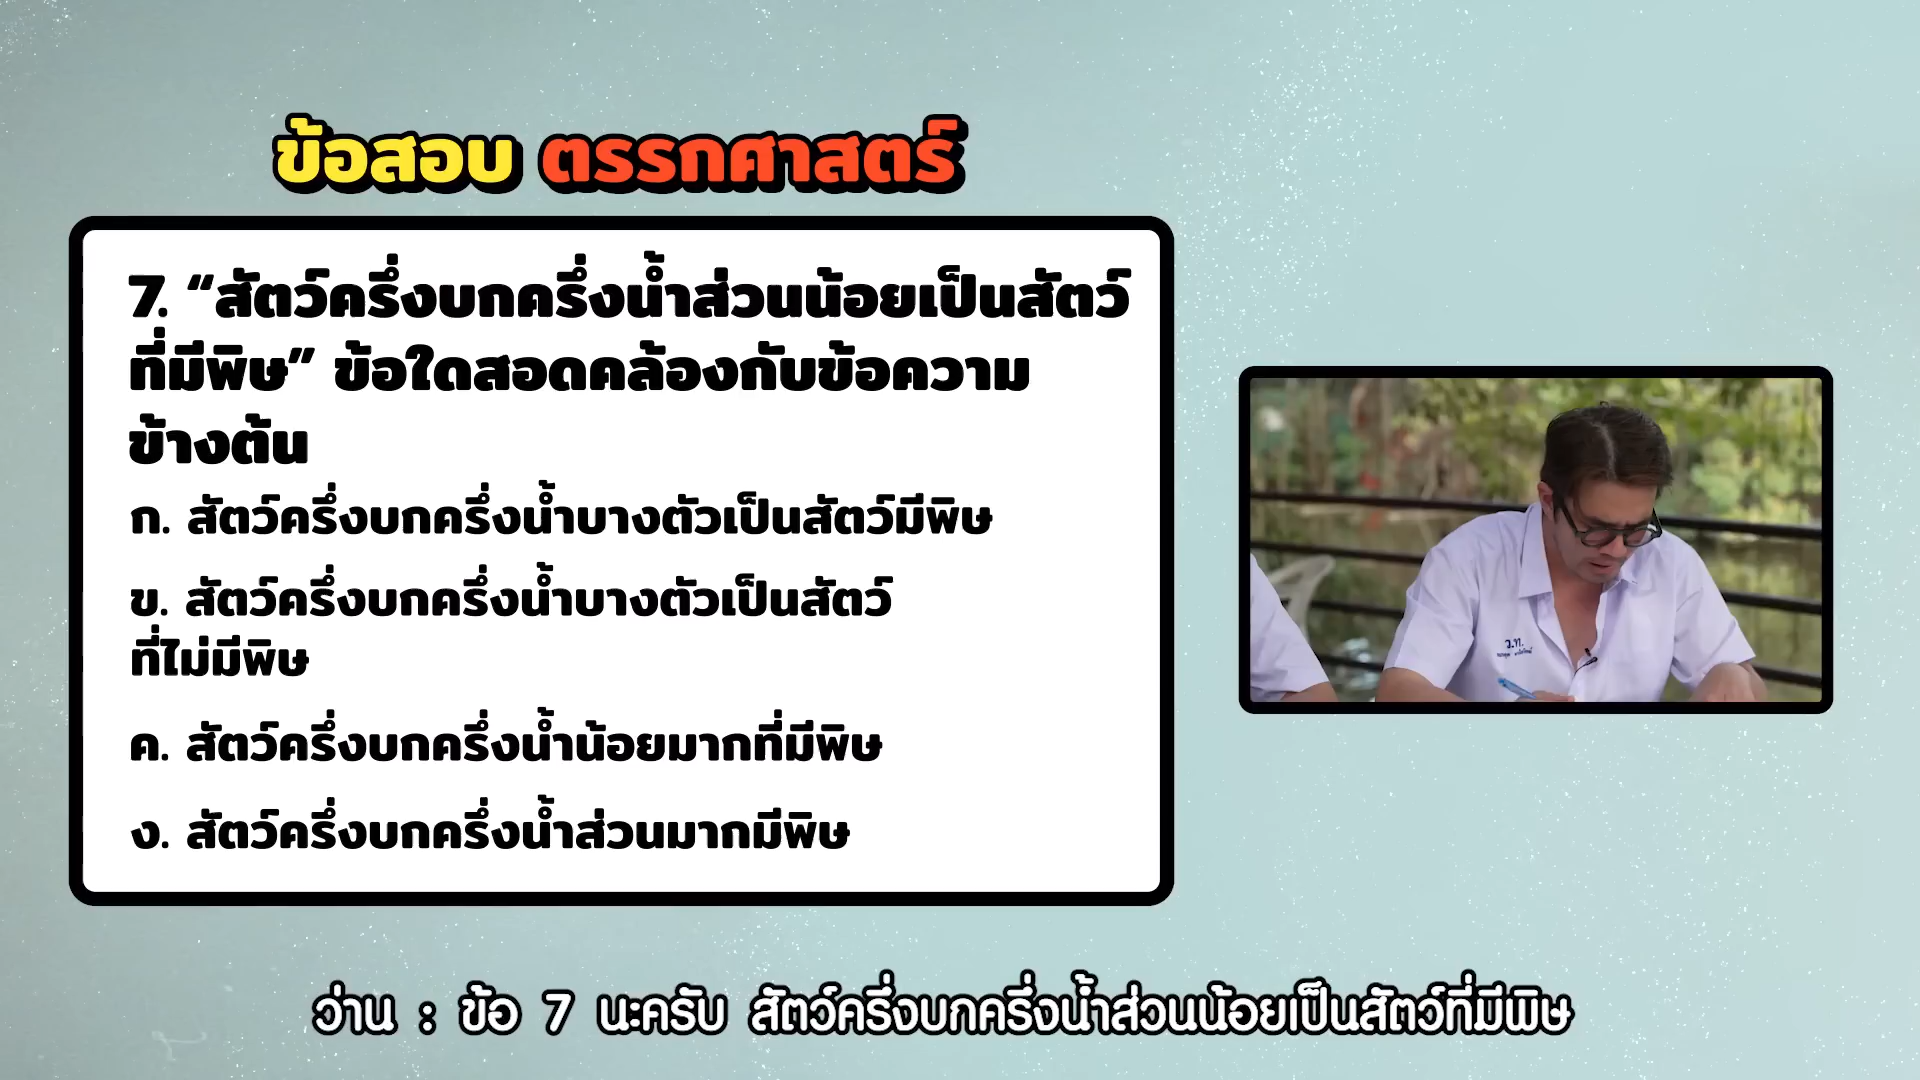 ข้อสอบ ตรรกศาสตร์
7. “สัตว์ครึ่งบกครึ่งน้ำส่วนน้อยเป็นสัตว์
ที่มีพิษ” ข้อใดสอดคล้องกับข้อความ
ข้างต้น
ก. สัตว์ครึ่งบกครึ่งน้ำบางตัวเป็นสัตว์มีพิษ
ข. สัตว์ครึ่งบกครึ่งน้ำบางตัวเป็นสัตว์
ที่ไม่มีพิษ
ค. สัตว์ครึ่งบกครึ่งน้ำน้อยมากที่มีพิษ
ง. สัตว์ครึ่งบกครึ่งน้ำส่วนมากมีพิษ
ว.ท.
ว่าน : ข้อ 7 นะครับ สัตว์ครึ่งบกครึ่งน้ำส่วนน้อยเป็นสัตว์ที่มีพิษ